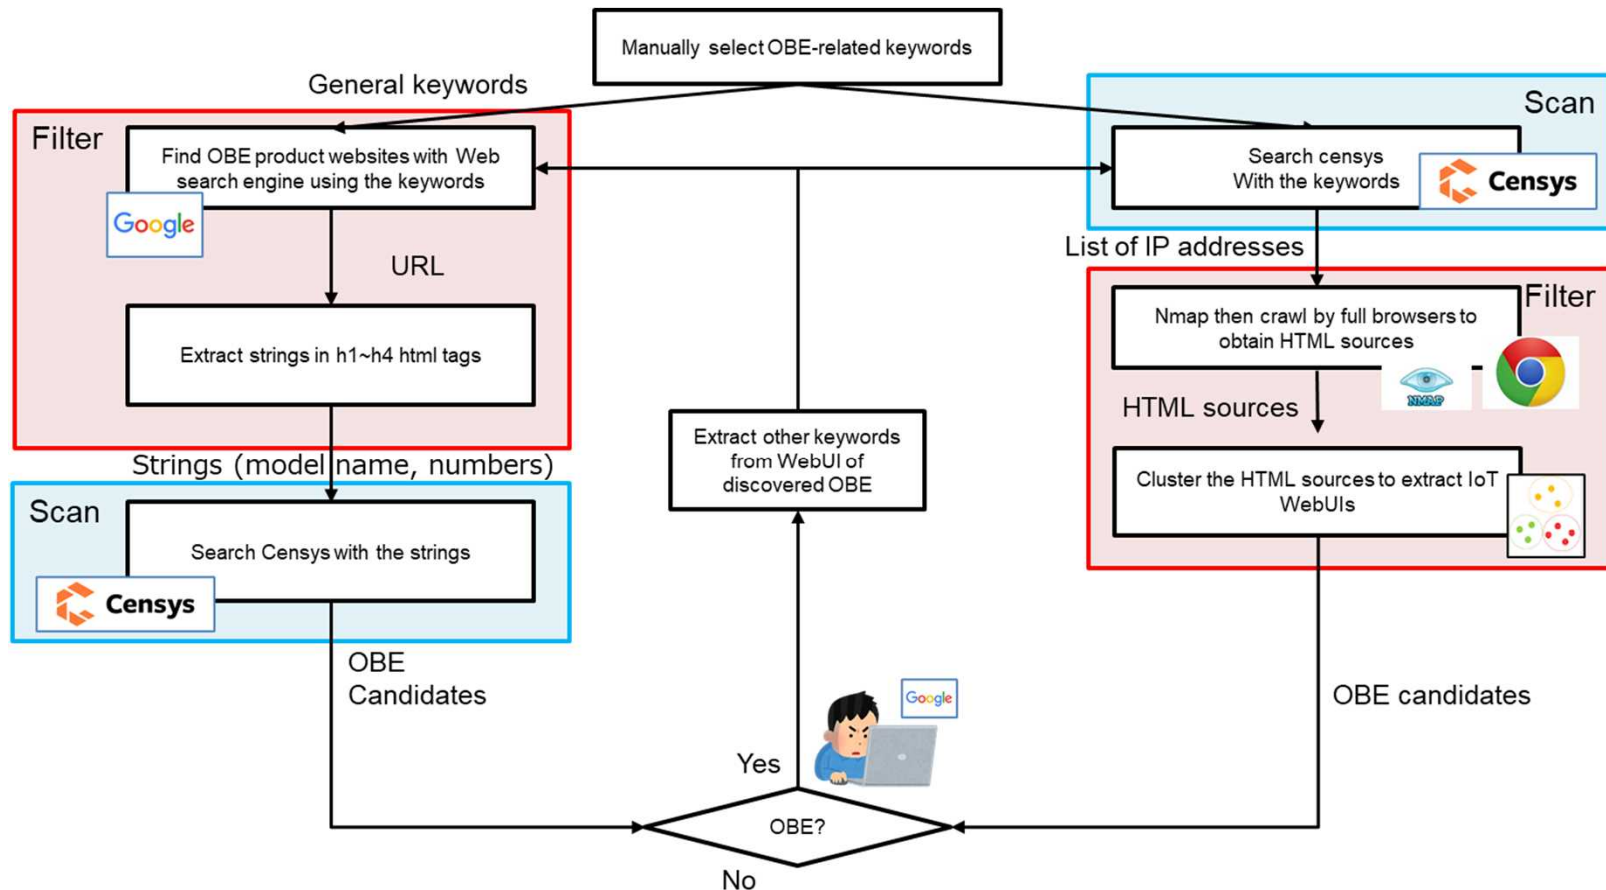 Manually select OBE-related keywords
General keywords
Filter
Find OBE product websites with Web
search engine using the keywords
Google
URL
Extract strings in h1~h4 html tags
Strings (model name, numbers)
Scan
Search Censys with the strings
Censys
OBE
Candidates
Scan
Search censys
With the keywords
Censys
List of IP addresses
Filter
Nmap then crawl by full browsers to
obtain HTML sources
NMAP
HTML sources
Cluster the HTML sources to extract IoT
WebUIs
OBE candidates
Extract other keywords
from WebUI of
discovered OBE
Google
Yes
OBE?
No